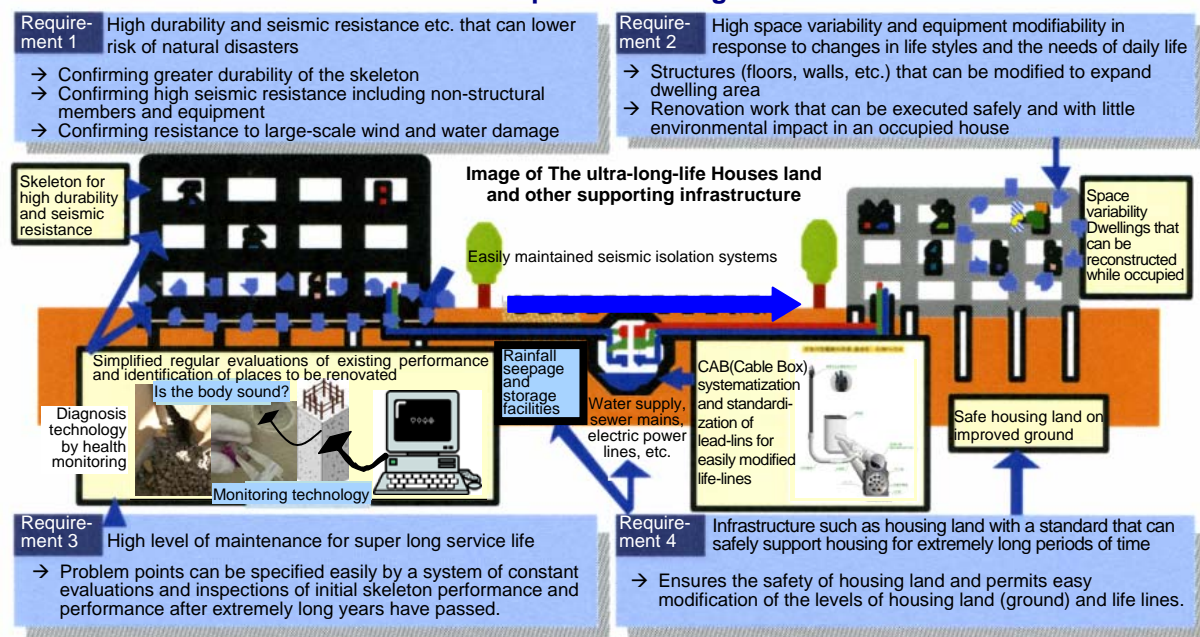 Require-
ment 1
High durability and seismic resistance etc. that can lower
risk of natural disasters
→ Confirming greater durability of the skeleton
→ Confirming high seismic resistance including non-structural
members and equipment
→ Confirming resistance to large-scale wind and water damage
Require-
ment 2
High space variability and equipment modifiability in
response to changes in life styles and the needs of daily life
→ Structures (floors, walls, etc.) that can be modified to expand
dwelling area
→ Renovation work that can be executed safely and with little
environmental impact in an occupied house
Skeleton for
high durability
and seismic
resistance
Image of The ultra-long-life Houses land
and other supporting infrastructure
Easily maintained seismic isolation systems
Space
variability
Dwellings that
can be
reconstructed
while occupied
Simplified regular evaluations of existing performance
and identification of places to be renovated
Is the body sound?
Diagnosis
technology
by health
monitoring
Monitoring technology
Rainfall
seepage
and
storage
facilities
Water supply,
sewer mains,
electric power
lines, etc.
CAB(Cable Box)
systematization
and standardi-
zation of
lead-lins for
easily modified
life-lines
Safe housing land on
improved ground
Require-
ment 3
High level of maintenance for super long service life
→ Problem points can be specified easily by a system of constant
evaluations and inspections of initial skeleton performance and
performance after extremely long years have passed.
Require-
ment 4
Infrastructure such as housing land with a standard that can
safely support housing for extremely long periods of time
→ Ensures the safety of housing land and permits easy
modification of the levels of housing land (ground) and life lines.